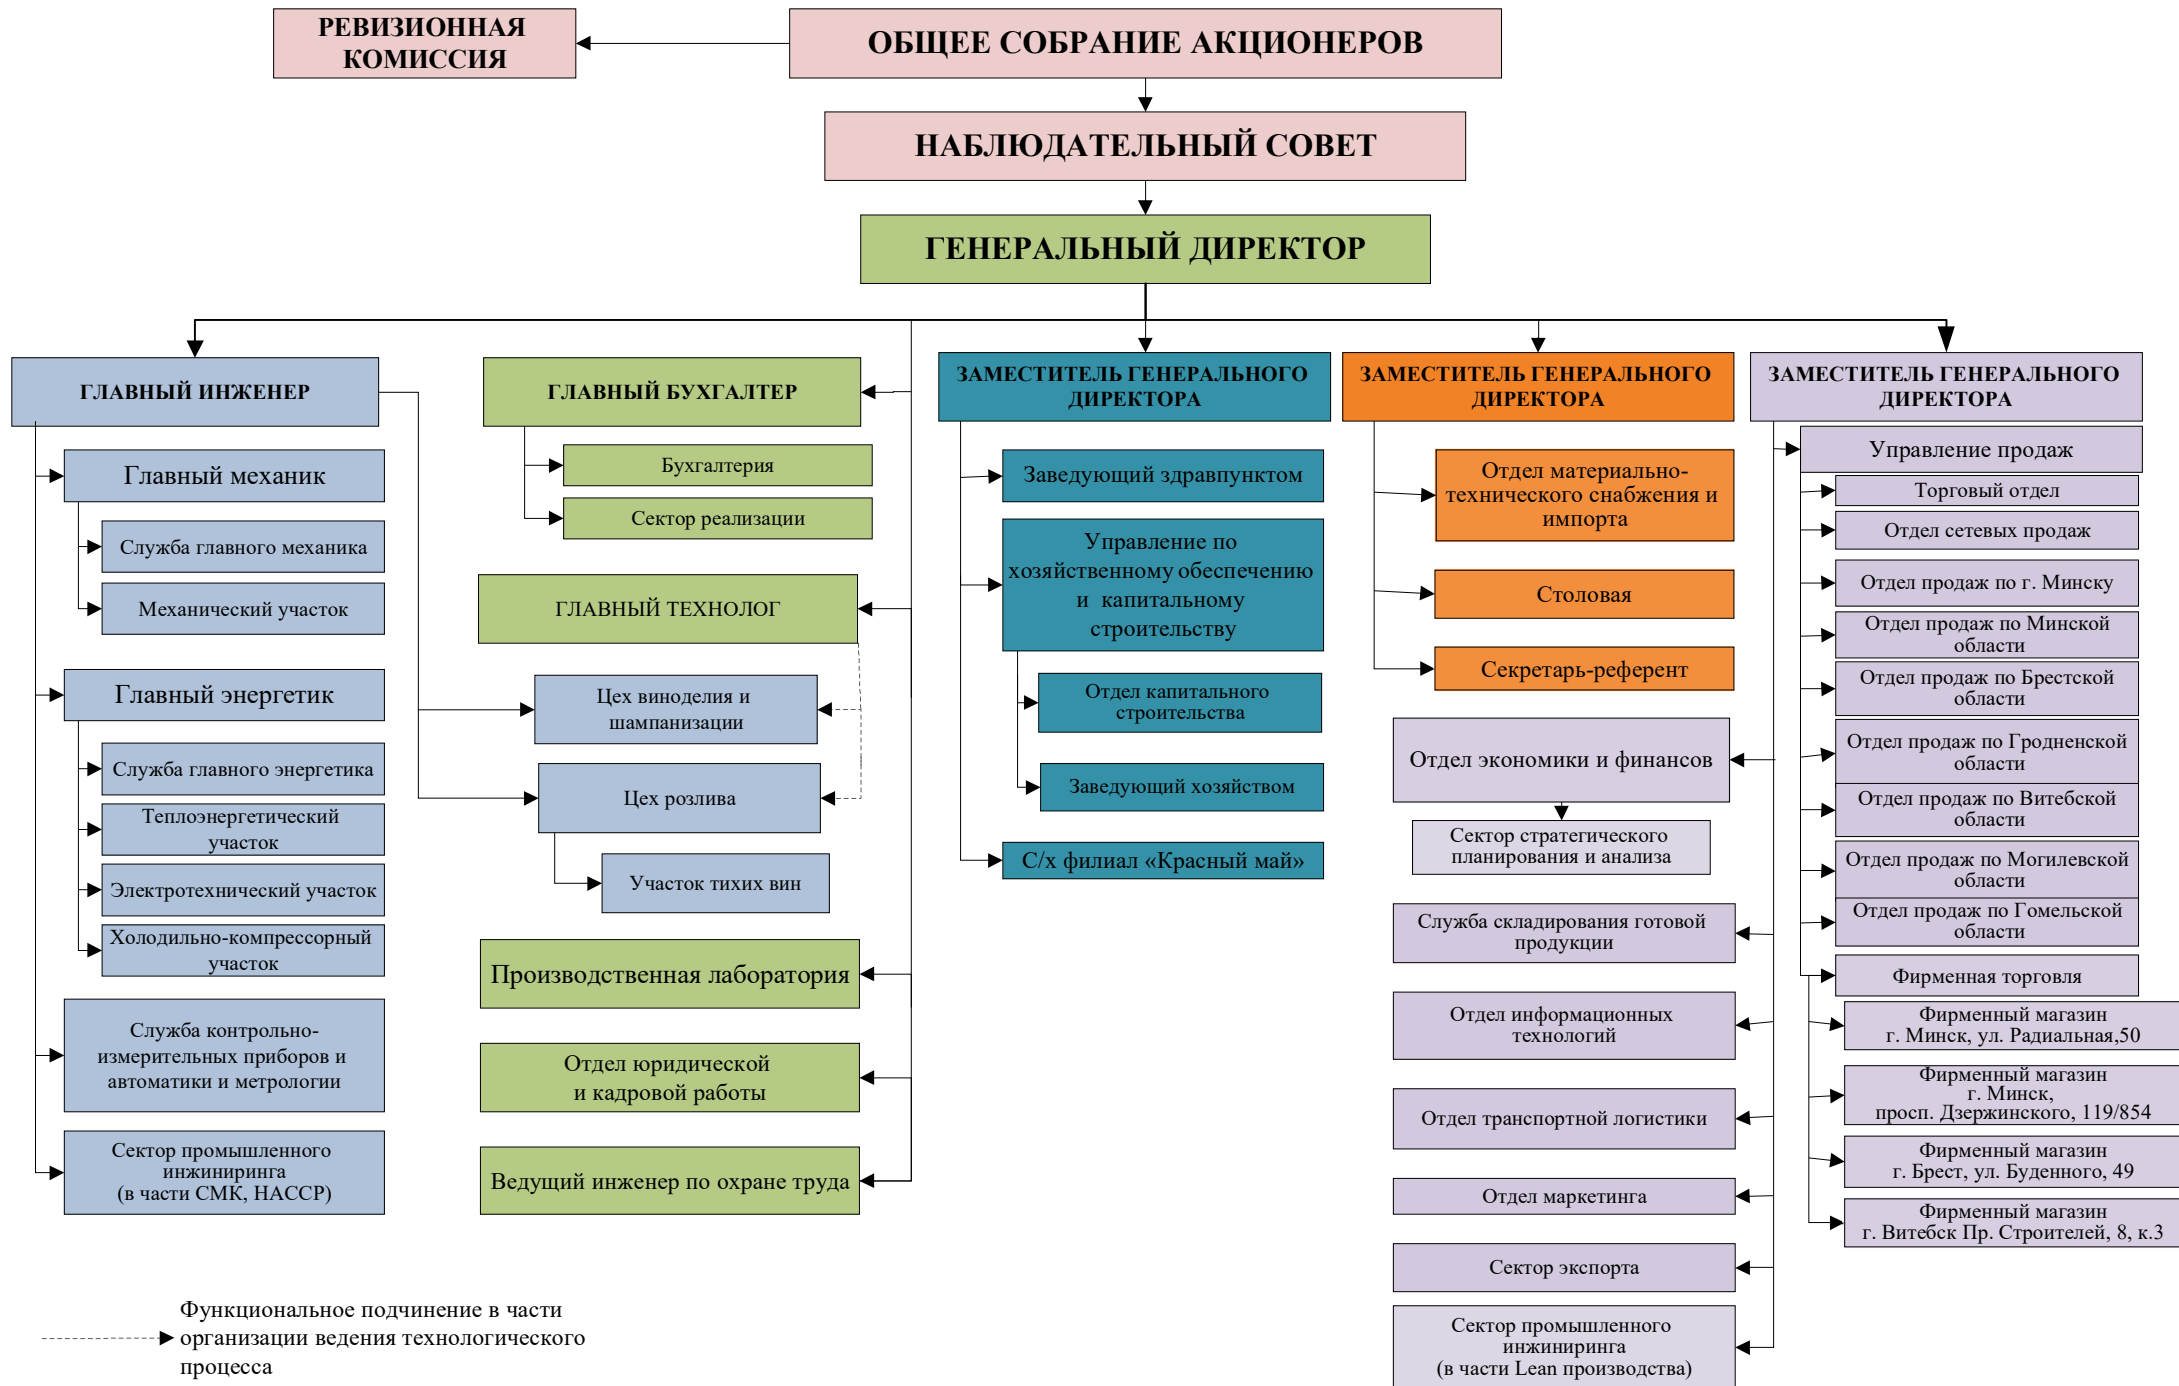 РЕВИЗИОННАЯ
КОМИССИЯ
ОБЩЕЕ СОБРАНИЕ АКЦИОНЕРОВ
НАБЛЮДАТЕЛЬНЫЙ СОВЕТ
ГЕНЕРАЛЬНЫЙ ДИРЕКТОР
ГЛАВНЫЙ ИНЖЕНЕР
Главный механик
Служба главного механика
Механический участок
Главный энергетик
Служба главного энергетика
Теплоэнергетический
участок
Электротехнический участок
Холодильно-компрессорный
участок
Служба контрольно-
измерительных приборов и
автоматики и метрологии
Сектор промышленного
инжиниринга
(в части СМК, НАССР)
ГЛАВНЫЙ БУХГАЛТЕР
Бухгалтерия
Сектор реализации
ГЛАВНЫЙ ТЕХНОЛОГ
Цех виноделия и
шампанизации
Цех розлива
Участок тихих вин
Производственная лаборатория
Отдел юридической
и кадровой работы
Ведущий инженер по охране труда
ЗАМЕСТИТЕЛЬ ГЕНЕРАЛЬНОГО
ДИРЕКТОРА
Заведующий здравпунктом
Управление по
хозяйственному обеспечению
и капитальному
строительству
Отдел капитального
строительства
Заведующий хозяйством
С/х филиал «Красный май»
ЗАМЕСТИТЕЛЬ ГЕНЕРАЛЬНОГО
ДИРЕКТОРА
Отдел материально-
технического снабжения и
импорта
Столовая
Секретарь-референт
Отдел экономики и финансов
Сектор стратегического
планирования и анализа
Служба складирования готовой
продукции
Отдел информационных
технологий
Отдел транспортной логистики
Отдел маркетинга
Сектор экспорта
Сектор промышленного
инжиниринга
(в части Lean производства)
ЗАМЕСТИТЕЛЬ ГЕНЕРАЛЬНОГО
ДИРЕКТОРА
Управление продаж
Торговый отдел
Отдел сетевых продаж
Отдел продаж по г. Минску
Отдел продаж по Минской
области
Отдел продаж по Брестской
области
Отдел продаж по Гродненской
области
Отдел продаж по Витебской
области
Отдел продаж по Могилевской
области
Отдел продаж по Гомельской
области
Фирменная торговля
Фирменный магазин
г. Минск, ул. Радиальная,50
Фирменный магазин
г. Минск,
просп. Дзержинского, 119/854
Фирменный магазин
г. Брест, ул. Буденного, 49
Фирменный магазин
г. Витебск Пр. Строителей, 8, к.3
Функциональное подчинение в части
организации ведения технологического
процесса